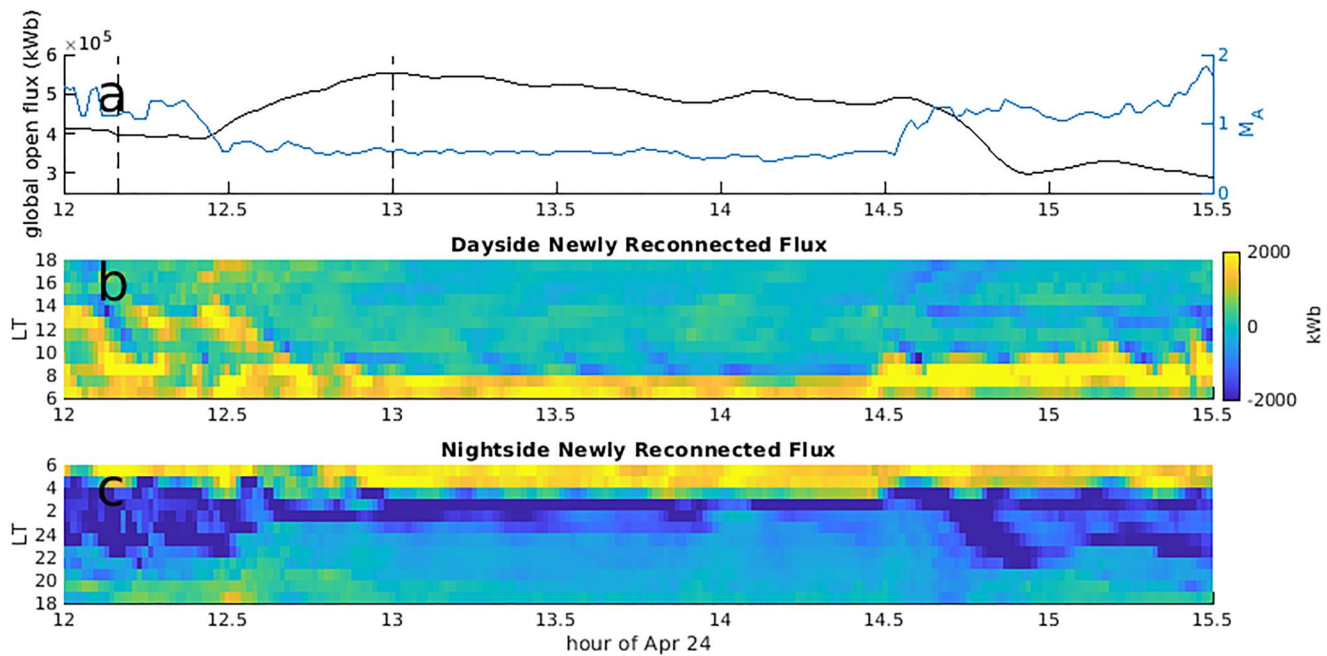 ×10⁵
global open flux (kWb)
6
5
4
3
a
2
1
0
M_A
12 12.5 13 13.5 14 14.5 15 15.5
Dayside Newly Reconnected Flux
LT
18
16
14
12
10
8
6
b
2000
0
-2000
kWb
12 12.5 13 13.5 14 14.5 15 15.5
Nightside Newly Reconnected Flux
LT
6
4
2
24
22
20
18
c
12 12.5 13 13.5 14 14.5 15 15.5
hour of Apr 24